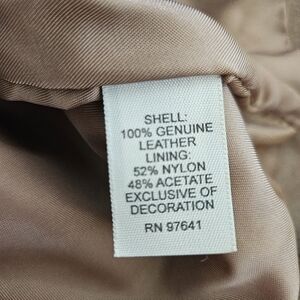 SHELL:
100% GENUINE
LEATHER
LINING:
52% NYLON
48% ACETATE
EXCLUSIVE OF
DECORATION
RN 97641